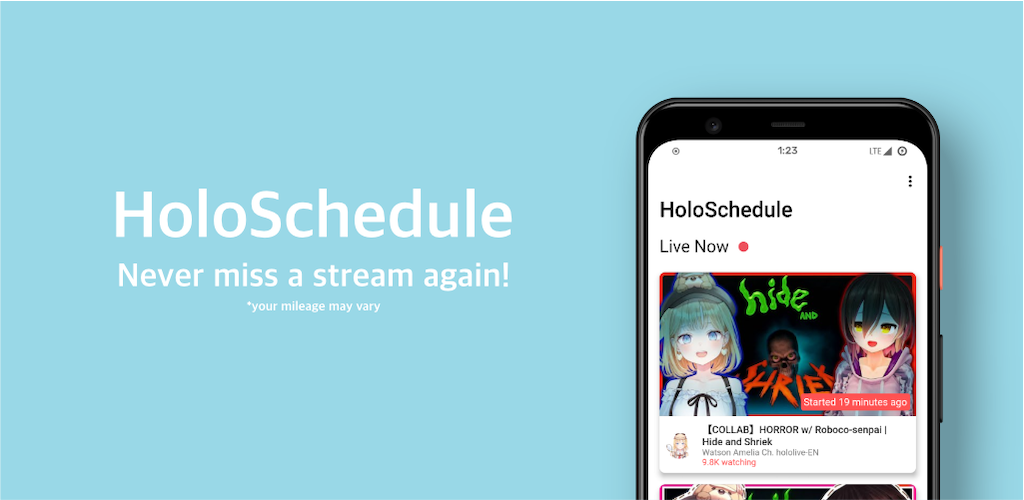 HoloSchedule
Never miss a stream again!
*your mileage may vary
1:23
LTE
HoloSchedule
Live Now
hide
AND
SHRIEK
Started 19 minutes ago
【COLLAB】HORROR w/ Roboco-senpai |
Hide and Shriek
Watson Amelia Ch. hololive-EN
9.8K watching